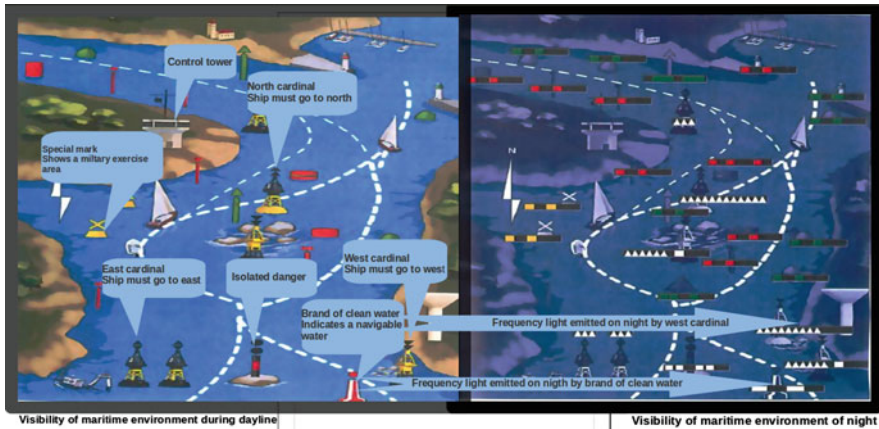 Control tower
North cardinal
Ship must go to north
Special mark
Shows a miltary exercise
area
N
East cardinal
Ship must go to east
Isolated danger
West cardinal
Ship must go to west
Brand of clean water
Indicates a navigable
water
Frequency light emitted on night by west cardinal
Frequency light emitted on nigth by brand of clean water
Visibility of maritime environment during dayline
Visibility of maritime environment of night